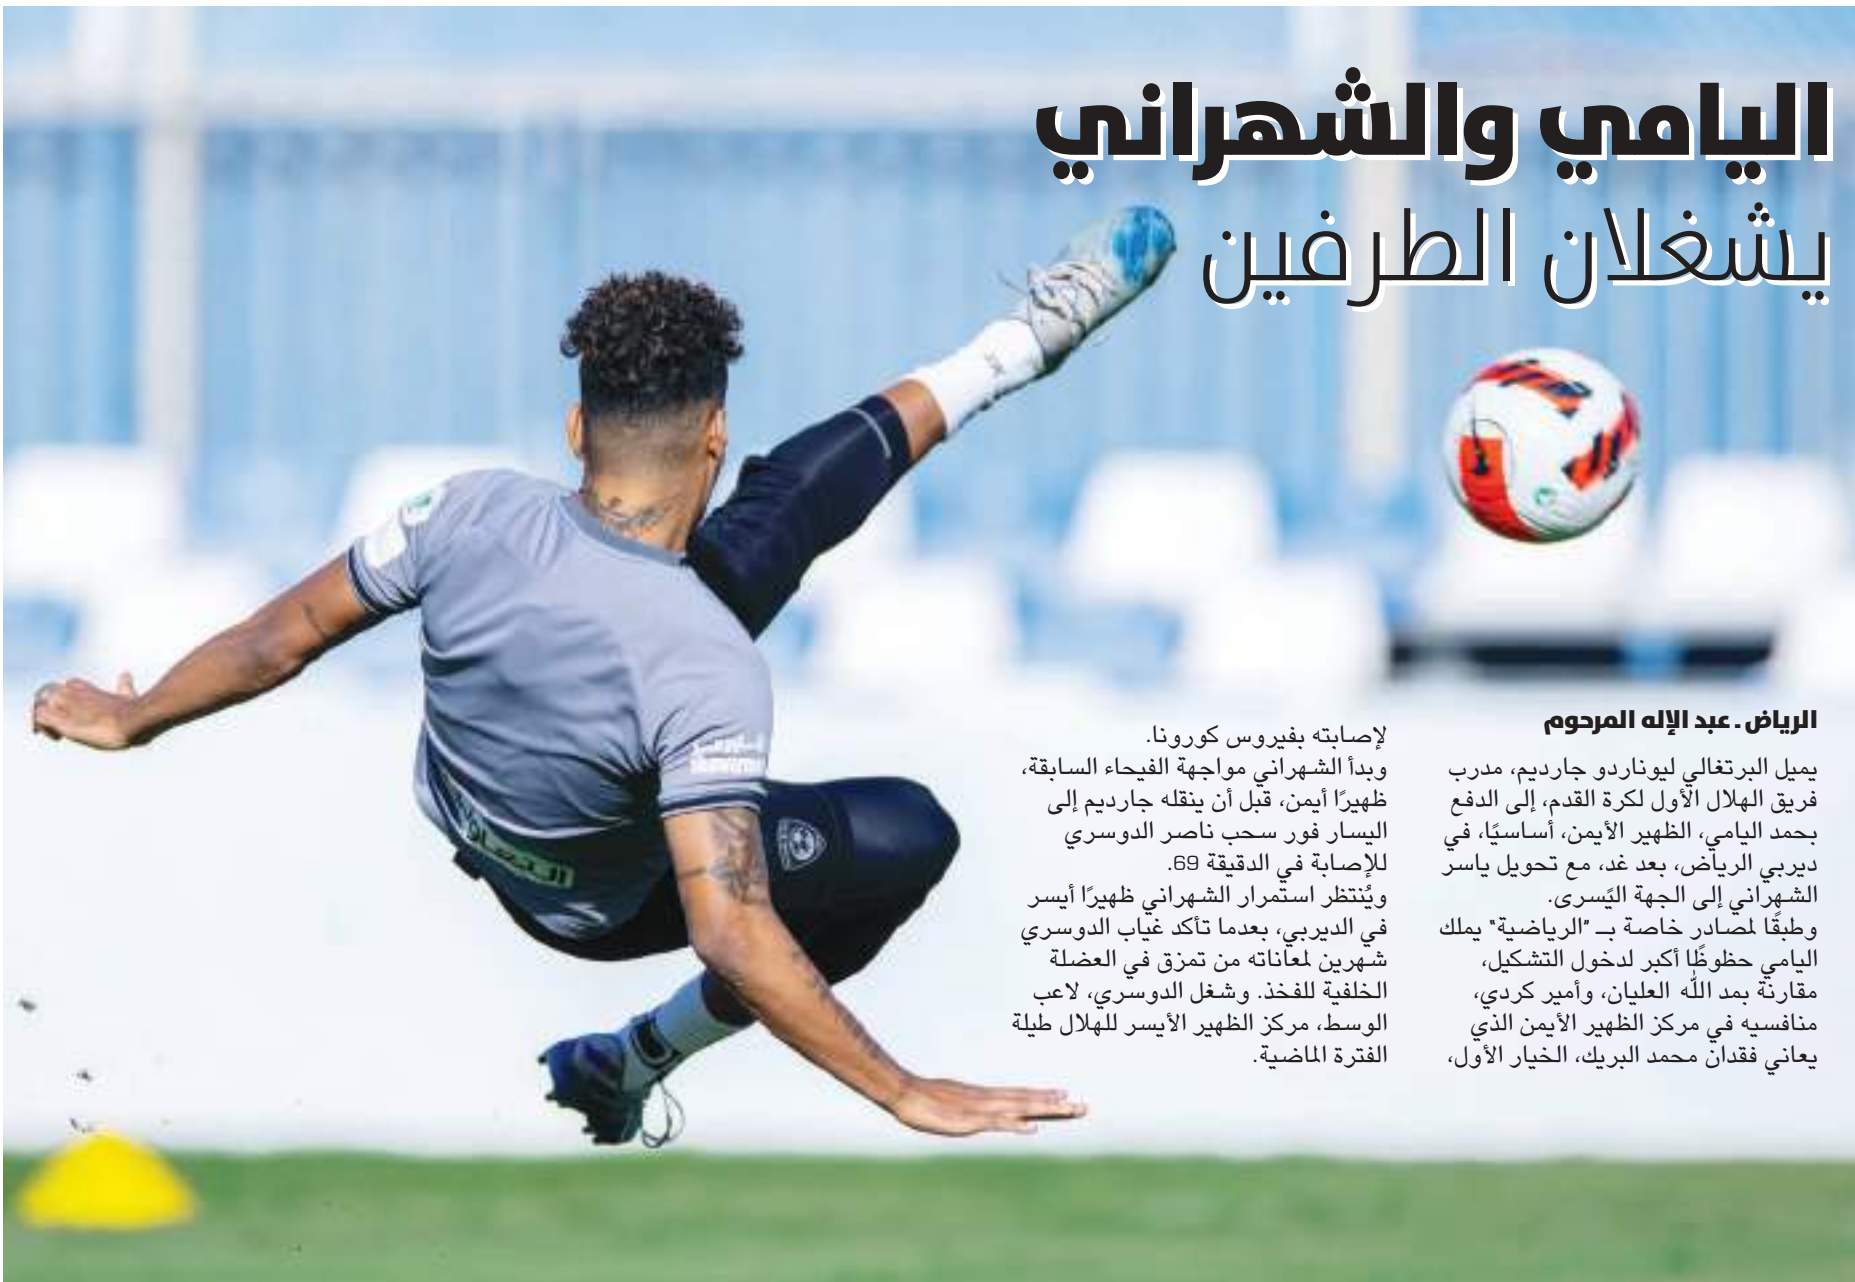 اليامي والشهراني
يشغلان الطرفين
الرياض ـ عبد الإله المرحوم
يميل البرتغالي ليوناردو جارديم، مدرب
فريق الهلال الأول لكرة القدم، إلى الدفع
بحمد اليامي، الظهير الأيمن، أساسيًا، في
ديربي الرياض، بعد غد، مع تحويل ياسر
الشهراني إلى الجهة اليُسرى.
وطبقًا لمصادر خاصة بـ "الرياضية" يملك
اليامي حظوظًا أكبر لدخول التشكيل،
مقارنة بمد الله العليان، وأمير كردي،
منافسيه في مركز الظهير الأيمن الذي
يعاني فقدان محمد البريك، الخيار الأول،
لإصابته بفيروس كورونا.
وبدأ الشهراني مواجهة الفيحاء السابقة،
ظهيرًا أيمن، قبل أن ينقله جارديم إلى
اليسار فور سحب ناصر الدوسري
للإصابة في الدقيقة 69.
ويُنتظر استمرار الشهراني ظهيرًا أيسر
في الديربي، بعدما تأكد غياب الدوسري
شهرين لمعاناته من تمزق في العضلة
الخلفية للفخذ. وشغل الدوسري، لاعب
الوسط، مركز الظهير الأيسر للهلال طيلة
الفترة الماضية.